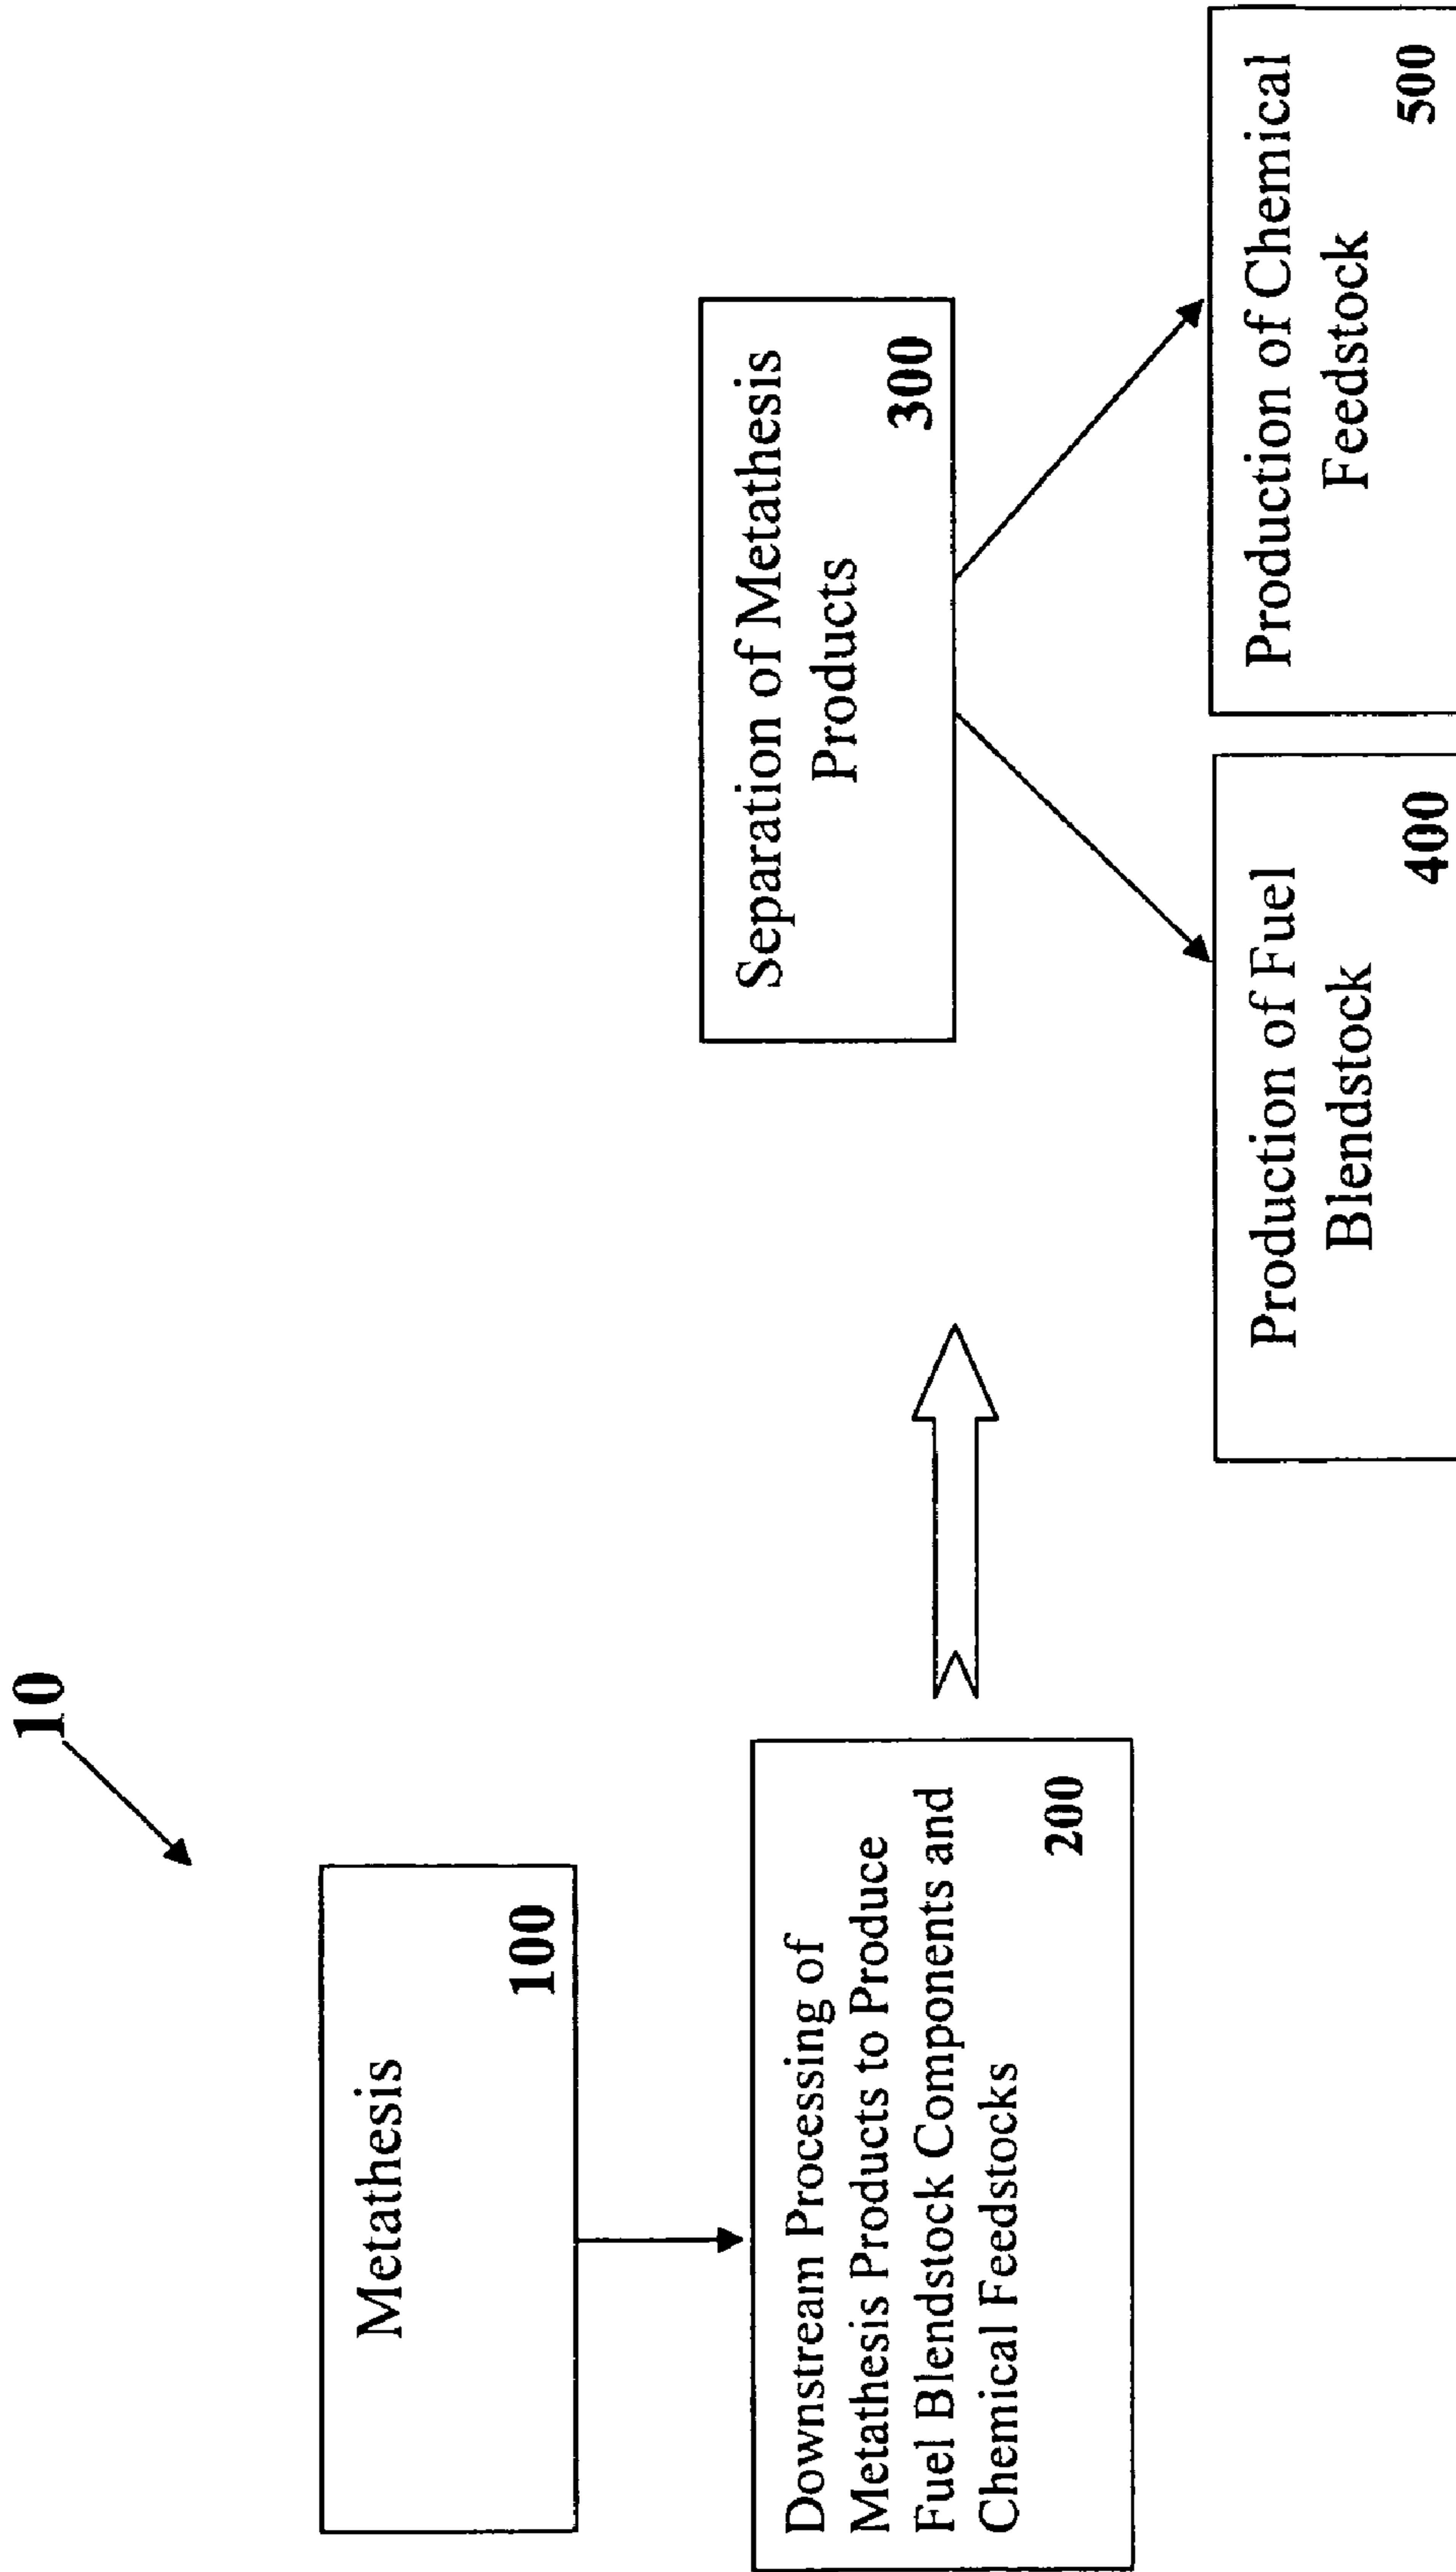 10
Metathesis
100
Downstream Processing of
Metathesis Products to Produce
Fuel Blendstock Components and
Chemical Feedstocks
200
Separation of Metathesis
Products
300
Production of Fuel
Blendstock
400
Production of Chemical
Feedstock
500